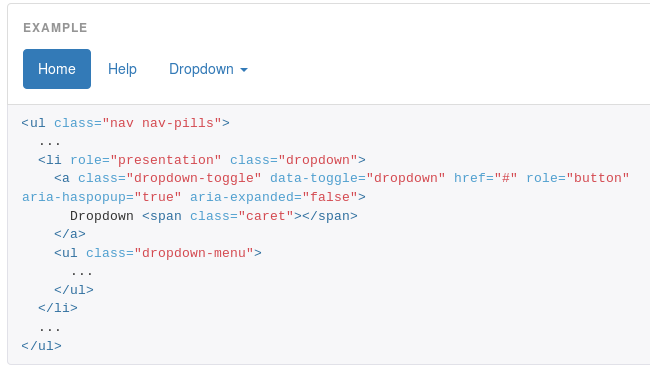 EXAMPLE
Home Help Dropdown
<ul class="nav nav-pills">
  ...
  <li role="presentation" class="dropdown">
    <a class="dropdown-toggle" data-toggle="dropdown" href="#" role="button"
aria-haspopup="true" aria-expanded="false">
      Dropdown <span class="caret"></span>
    </a>
    <ul class="dropdown-menu">
      ...
    </ul>
  </li>
  ...
</ul>